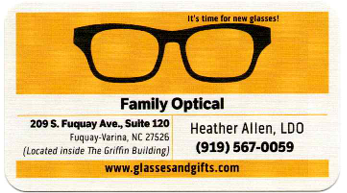 It's time for new glasses!
Family Optical
209 S. Fuquay Ave., Suite 120
Fuquay-Varina, NC 27526
(Located inside The Griffin Building)
Heather Allen, LDO
(919) 567-0059
www.glassesandgifts.com